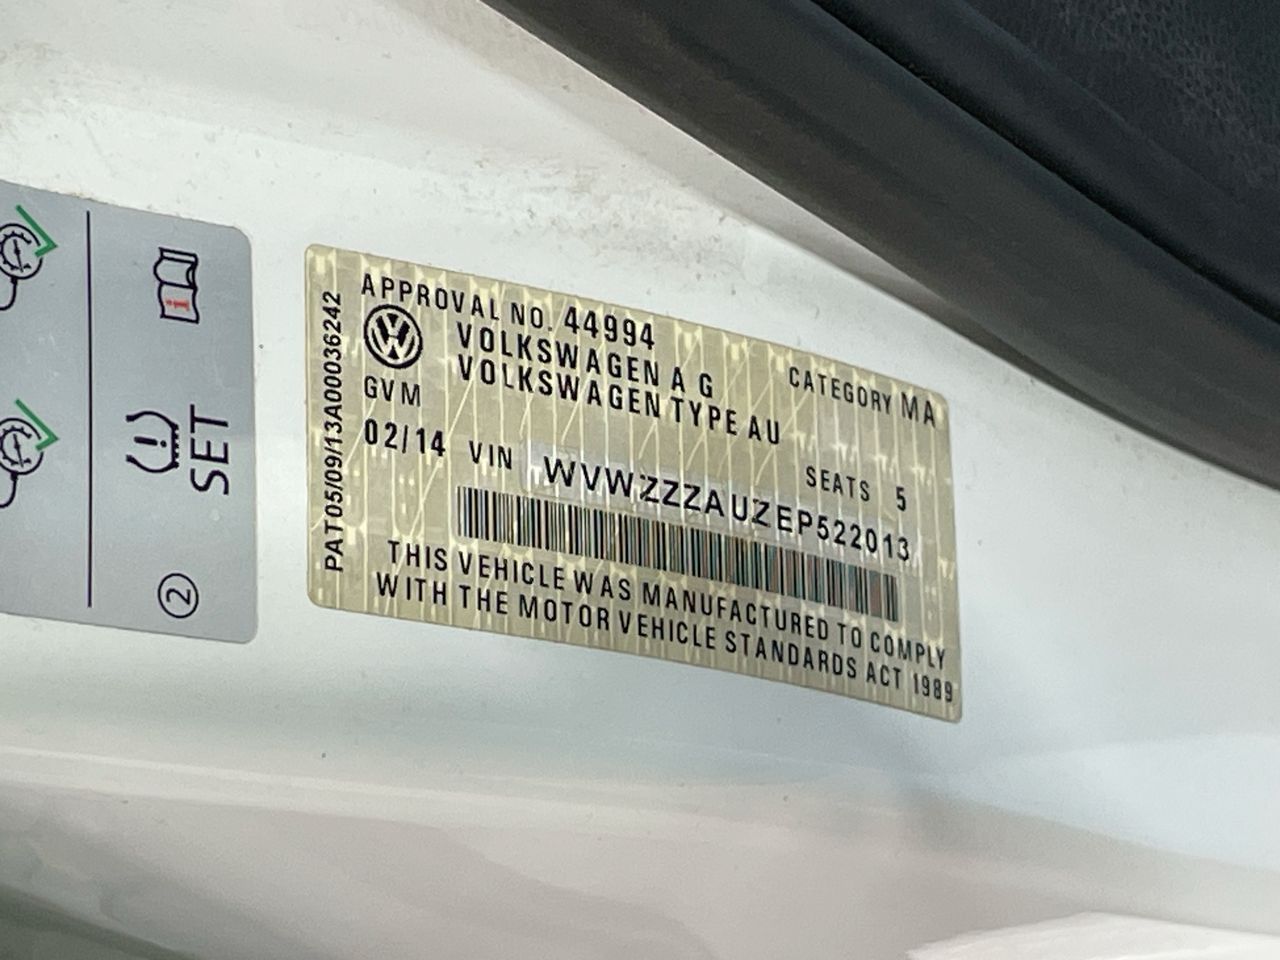 SET
2
PAT05/09/13A00036242
APPROVAL NO. 44994
VOLKSWAGEN A G
CATEGORY MA
VOLKSWAGEN TYPE AU
GVM
SEATS 5
02/14 VIN WVWZZZAUZEP522013
THIS VEHICLE WAS MANUFACTURED TO COMPLY
WITH THE MOTOR VEHICLE STANDARDS ACT 1989